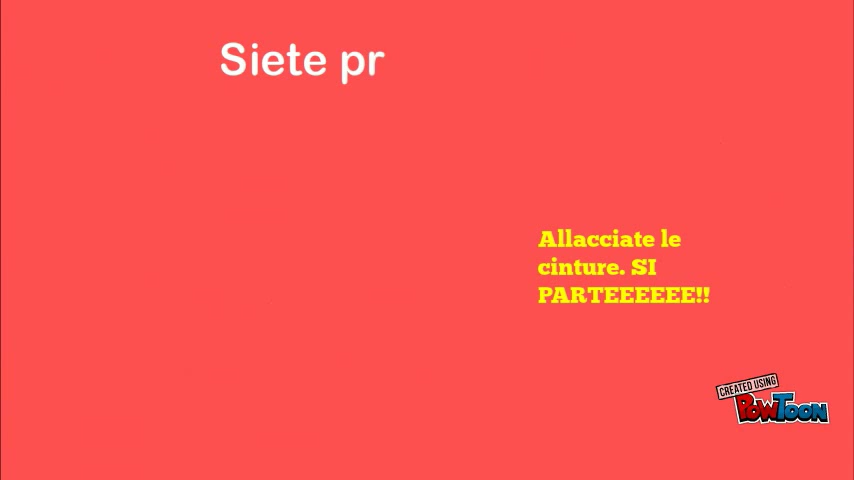 Siete pr
Allacciate le
cinture. SI
PARTEEEEEE!!
CREATED USING
POWTOON